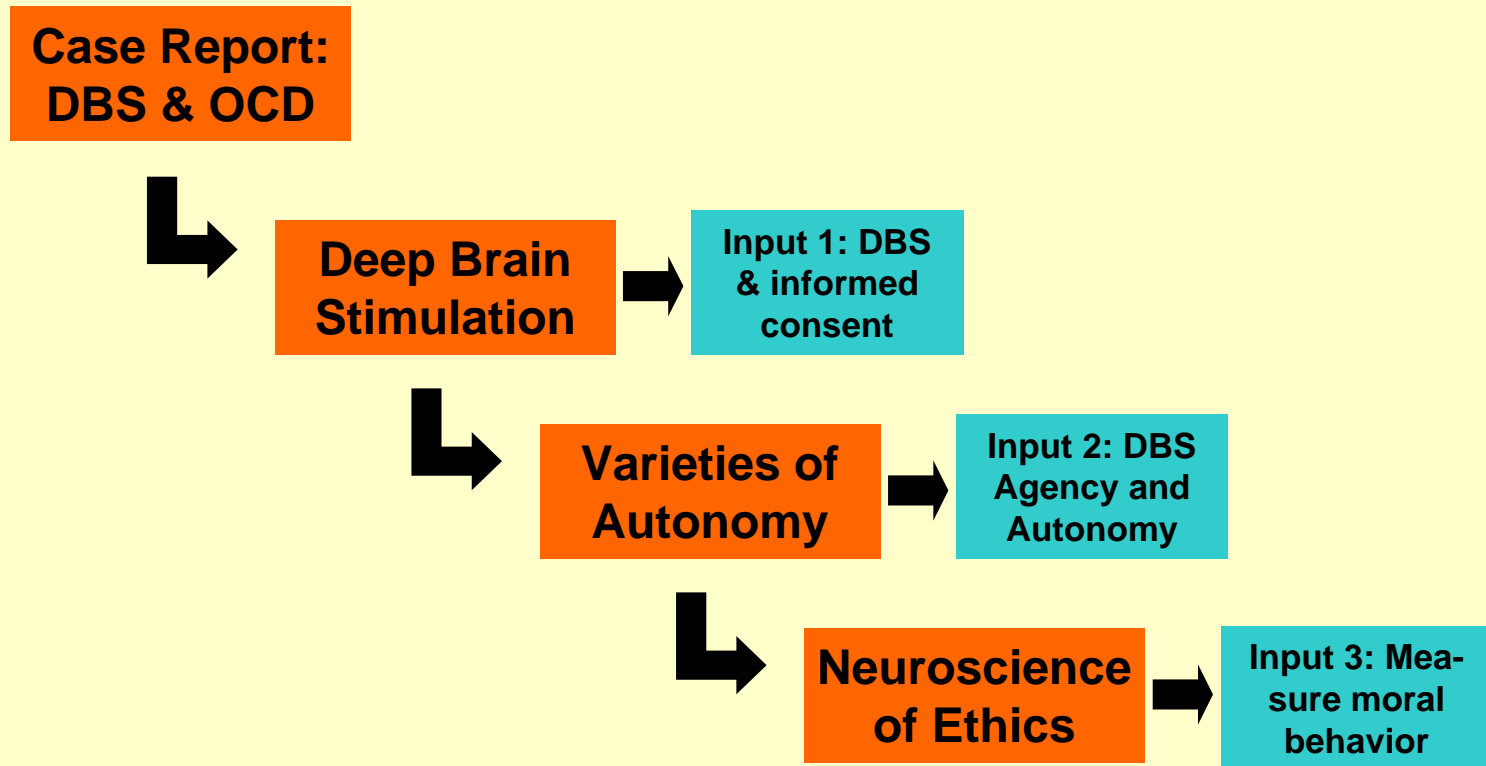 Case Report:
DBS & OCD
Deep Brain
Stimulation
Input 1: DBS
& informed
consent
Varieties of
Autonomy
Input 2: DBS
Agency and
Autonomy
Neuroscience
of Ethics
Input 3: Mea-
sure moral
behavior